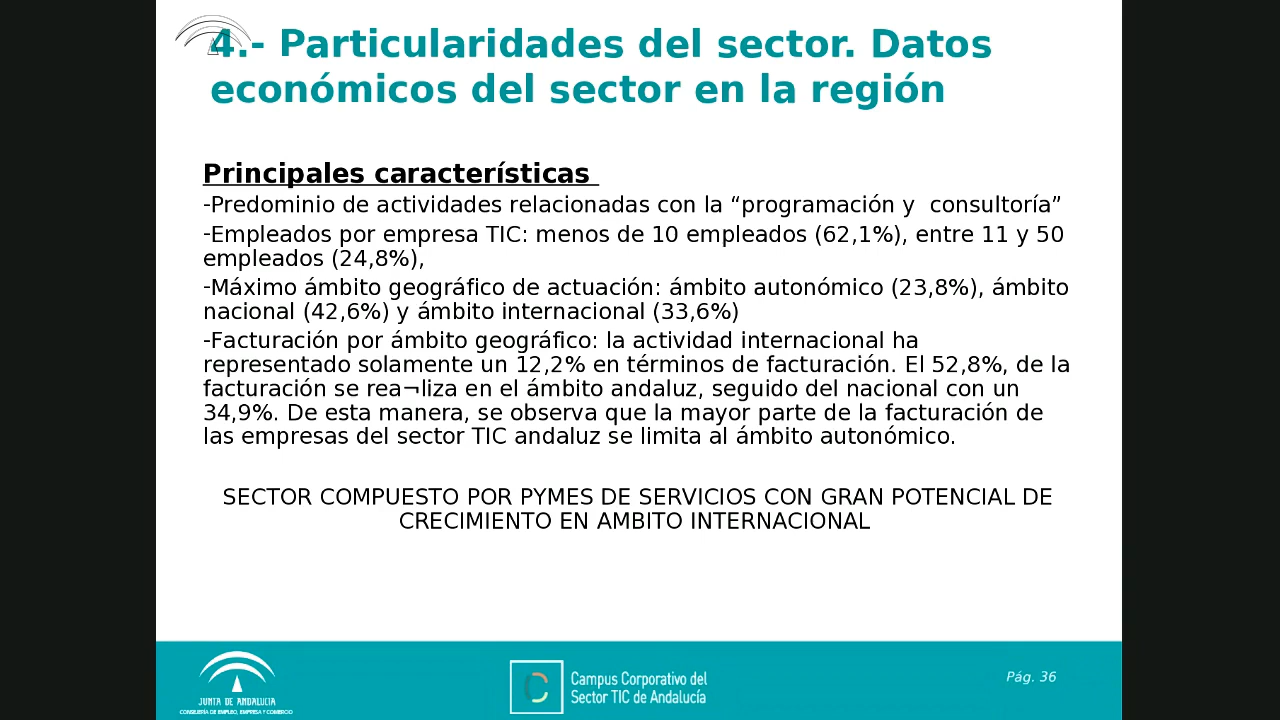 4.- Particularidades del sector. Datos
económicos del sector en la región
Principales características
-Predominio de actividades relacionadas con la “programación y  consultoría”
-Empleados por empresa TIC: menos de 10 empleados (62,1%), entre 11 y 50
empleados (24,8%),
-Máximo ámbito geográfico de actuación: ámbito autonómico (23,8%), ámbito
nacional (42,6%) y ámbito internacional (33,6%)
-Facturación por ámbito geográfico: la actividad internacional ha
representado solamente un 12,2% en términos de facturación. El 52,8%, de la
facturación se rea¬liza en el ámbito andaluz, seguido del nacional con un
34,9%. De esta manera, se observa que la mayor parte de la facturación de
las empresas del sector TIC andaluz se limita al ámbito autonómico.
SECTOR COMPUESTO POR PYMES DE SERVICIOS CON GRAN POTENCIAL DE
CRECIMIENTO EN AMBITO INTERNACIONAL
JUNTA DE ANDALUCIA
CONSEJERÍA DE EMPLEO, EMPRESA Y COMERCIO
Campus Corporativo del
Sector TIC de Andalucía
Pág. 36